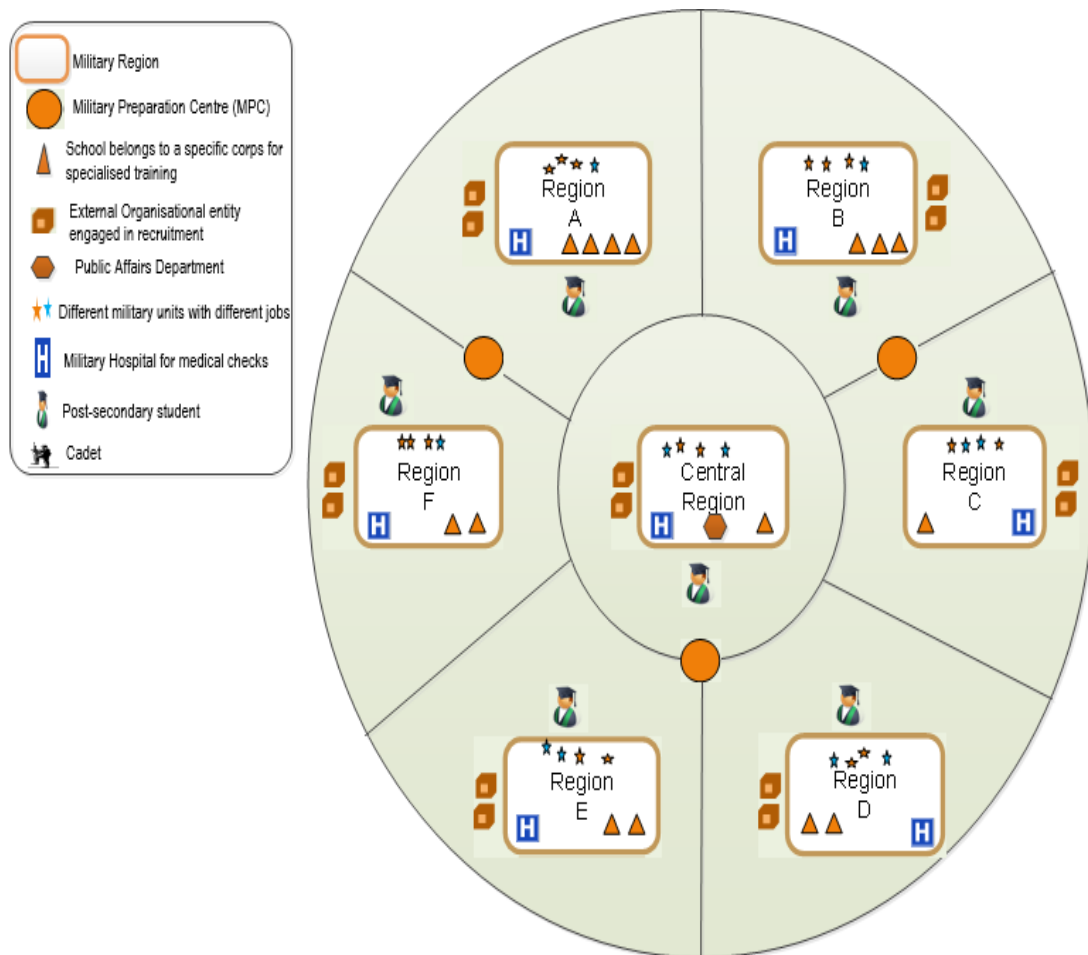 Military Region
Military Preparation Centre (MPC)
School belongs to a specific corps for
specialised training
External Organisational entity
engaged in recruitment
Public Affairs Department
Different military units with different jobs
H
Military Hospital for medical checks
Post-secondary student
Cadet
Region
A
H
Region
B
H
Region
F
H
Central
Region
H
Region
C
H
Region
E
H
Region
D
H